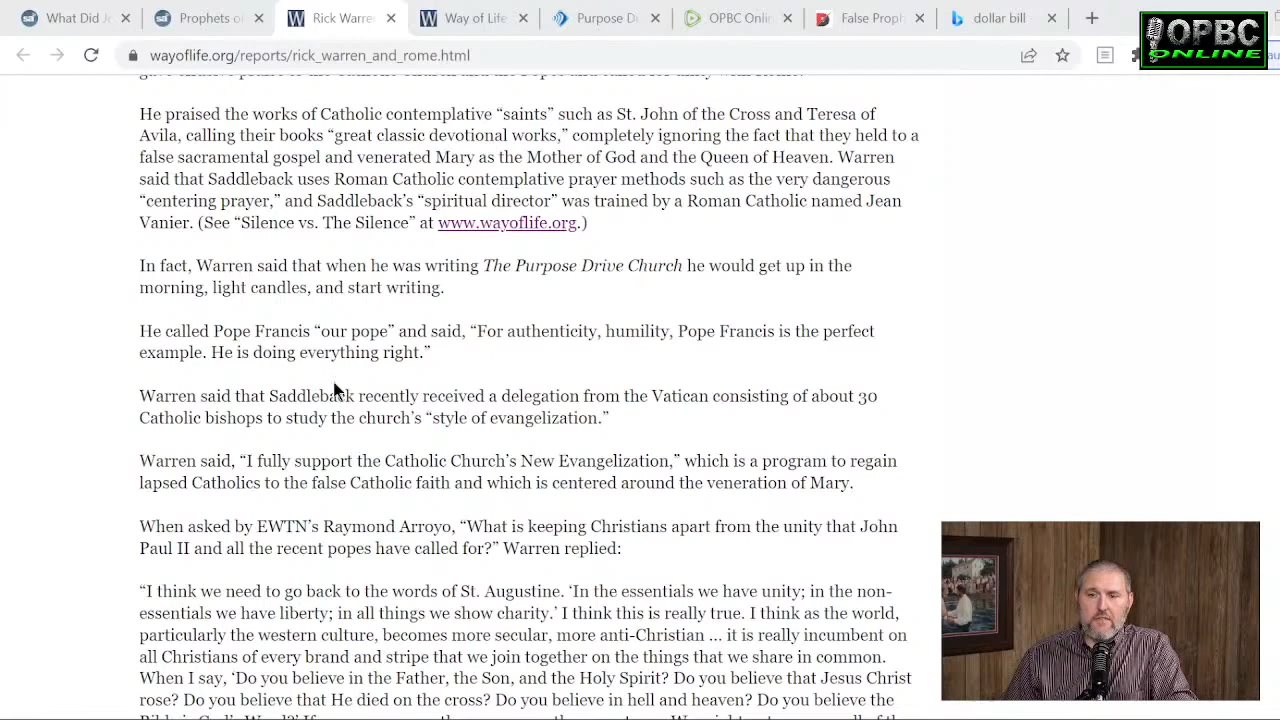 What Did J
Prophets o
Rick Warre
Way of Life
Purpose D
OPBC Onli
False Proph
dollar bill -
OPBC
ONLINE
wayoflife.org/reports/rick_warren_and_rome.html
He praised the works of Catholic contemplative “saints” such as St. John of the Cross and Teresa of
Avila, calling their books “great classic devotional works,” completely ignoring the fact that they held to a
false sacramental gospel and venerated Mary as the Mother of God and the Queen of Heaven. Warren
said that Saddleback uses Roman Catholic contemplative prayer methods such as the very dangerous
“centering prayer,” and Saddleback’s “spiritual director” was trained by a Roman Catholic named Jean
Vanier. (See “Silence vs. The Silence” at www.wayoflife.org.)
In fact, Warren said that when he was writing The Purpose Drive Church he would get up in the
morning, light candles, and start writing.
He called Pope Francis “our pope” and said, “For authenticity, humility, Pope Francis is the perfect
example. He is doing everything right.”
Warren said that Saddleback recently received a delegation from the Vatican consisting of about 30
Catholic bishops to study the church’s “style of evangelization.”
Warren said, “I fully support the Catholic Church’s New Evangelization,” which is a program to regain
lapsed Catholics to the false Catholic faith and which is centered around the veneration of Mary.
When asked by EWTN’s Raymond Arroyo, “What is keeping Christians apart from the unity that John
Paul II and all the recent popes have called for?” Warren replied:
“I think we need to go back to the words of St. Augustine. ‘In the essentials we have unity; in the non-
essentials we have liberty; in all things we show charity.’ I think this is really true. I think as the world,
particularly the western culture, becomes more secular, more anti-Christian … it is really incumbent on
all Christians of every brand and stripe that we join together on the things that we share in common.
When I say, ‘Do you believe in the Father, the Son, and the Holy Spirit? Do you believe that Jesus Christ
rose? Do you believe that He died on the cross? Do you believe in hell and heaven? Do you believe the